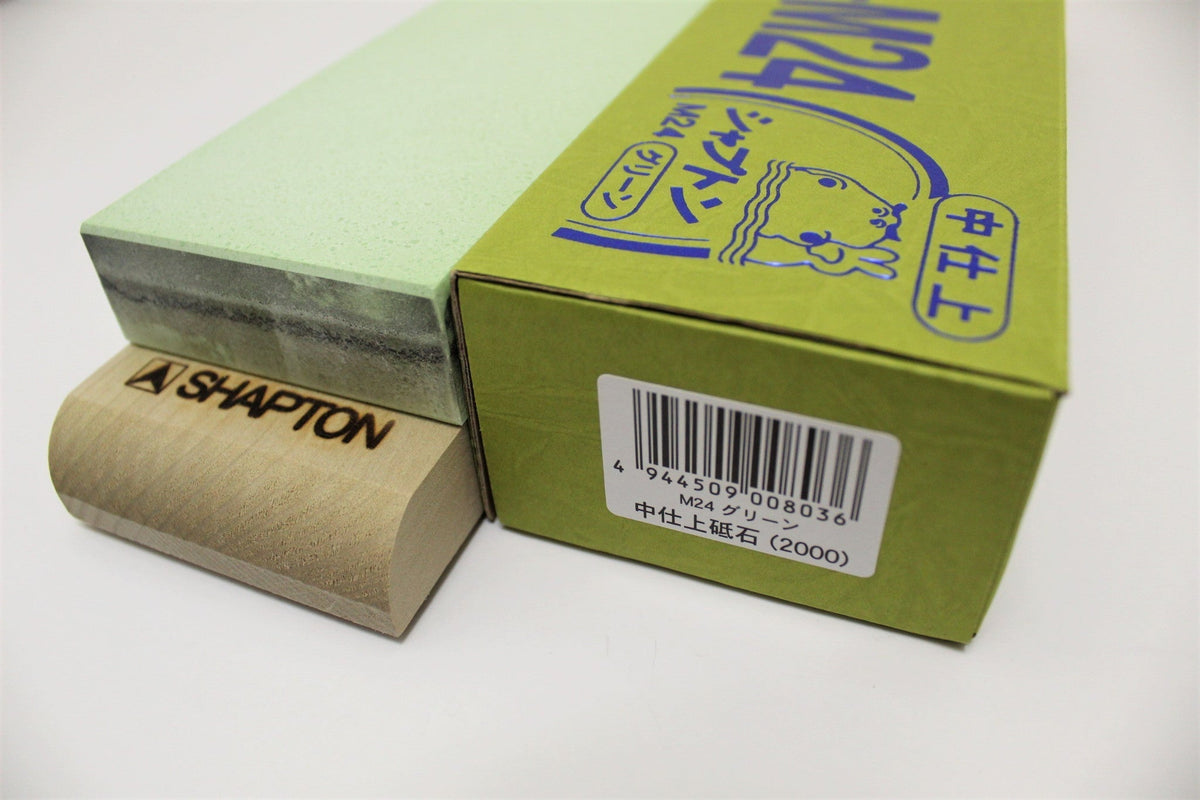 M24
シャプトン
M24 グリーン
中仕上
SHAPTON
4 944509 008036
M24 グリーン
中仕上砥石 (2000)